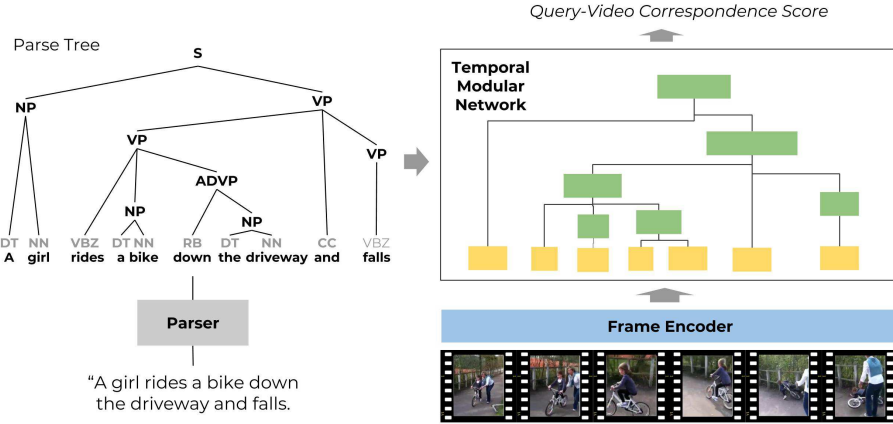 Query-Video Correspondence Score
Parse Tree
S
NP
VP
VP
VP
ADVP
NP
NP
DT NN VBZ DT NN RB DT NN CC VBZ
A girl rides a bike down the driveway and falls
Parser
“A girl rides a bike down
the driveway and falls.
Temporal
Modular
Network
Frame Encoder